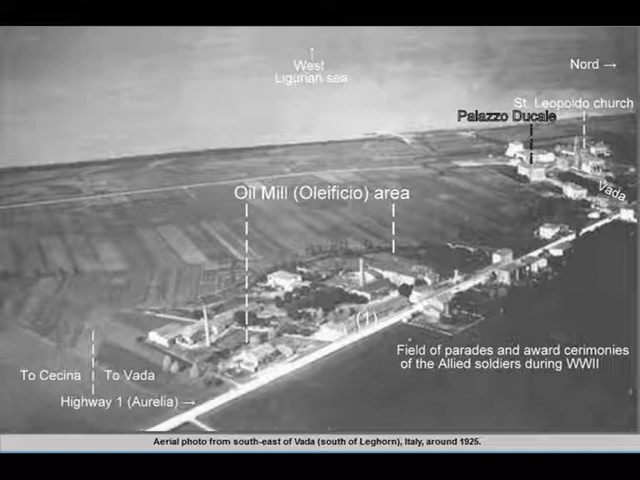 West
Ligurian sea
Nord →
St. Leopoldo church
Palazzo Ducale
Vada
Oil Mill (Oleificio) area
(1)
Field of parades and award cerimonies
of the Allied soldiers during WWII
To Cecina
To Vada
Highway 1 (Aurelia) →
Aerial photo from south-east of Vada (south of Leghorn), Italy, around 1925.